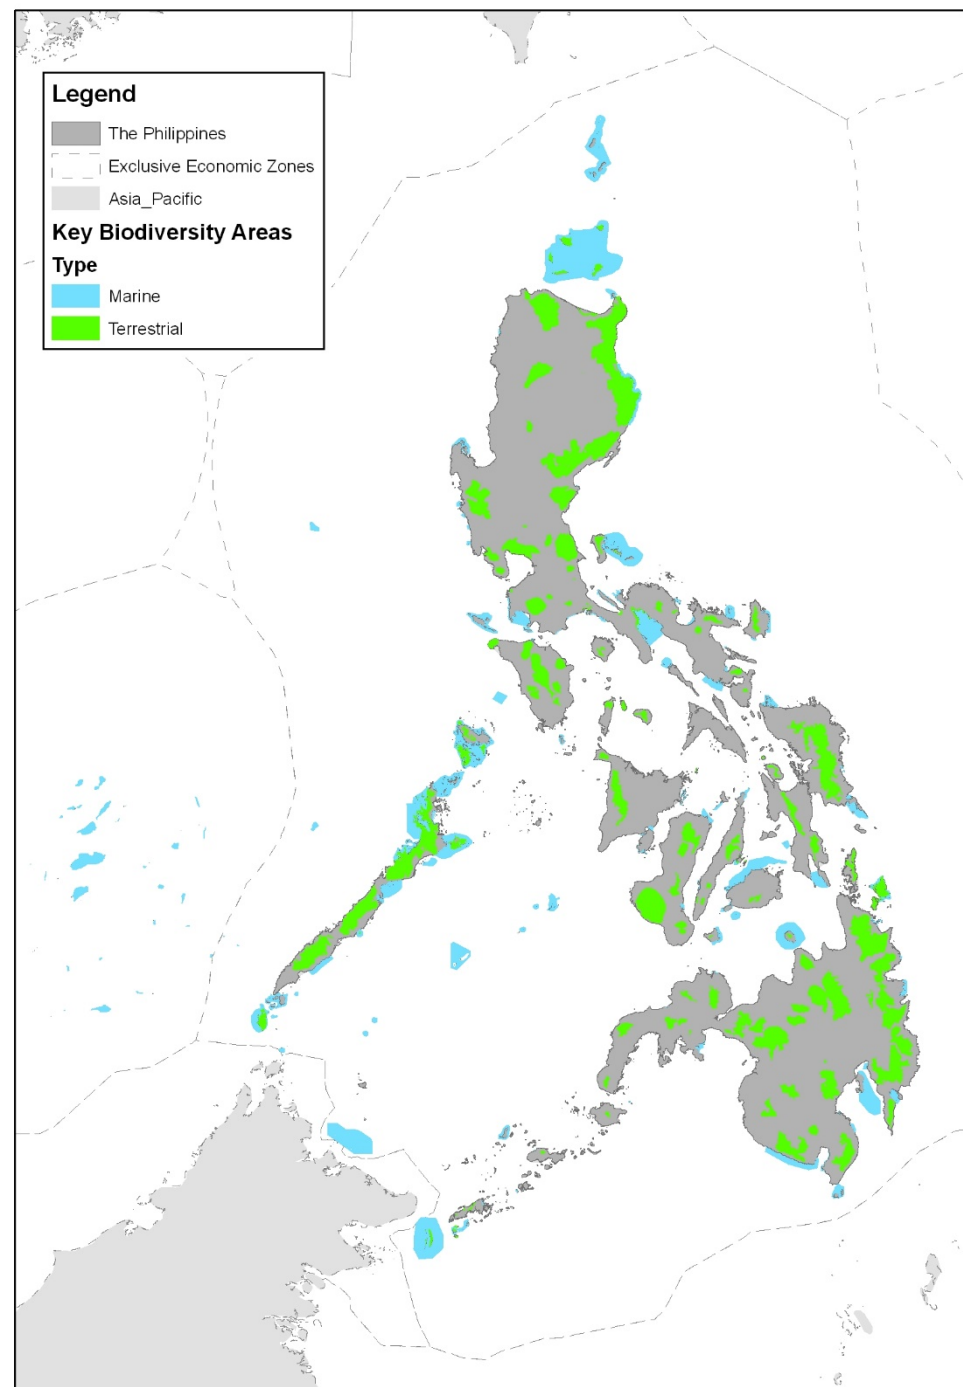 Legend
The Philippines
Exclusive Economic Zones
Asia_Pacific
Key Biodiversity Areas
Type
Marine
Terrestrial